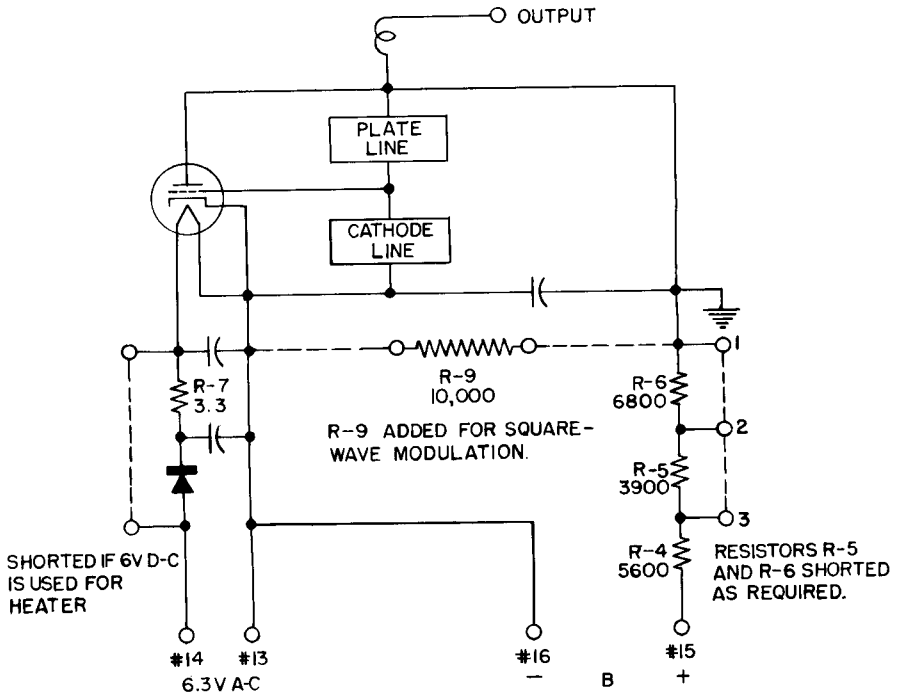 OUTPUT
PLATE
LINE
CATHODE
LINE
R-7
3.3
R-9
10,000
R-9 ADDED FOR SQUARE-
WAVE MODULATION.
1
R-6
6800
2
R-5
3900
3
R-4
5600
SHORTED IF 6V D-C
IS USED FOR
HEATER
RESISTORS R-5
AND R-6 SHORTED
AS REQUIRED.
#14 #13
6.3V A-C
#16
−
B
#15
+